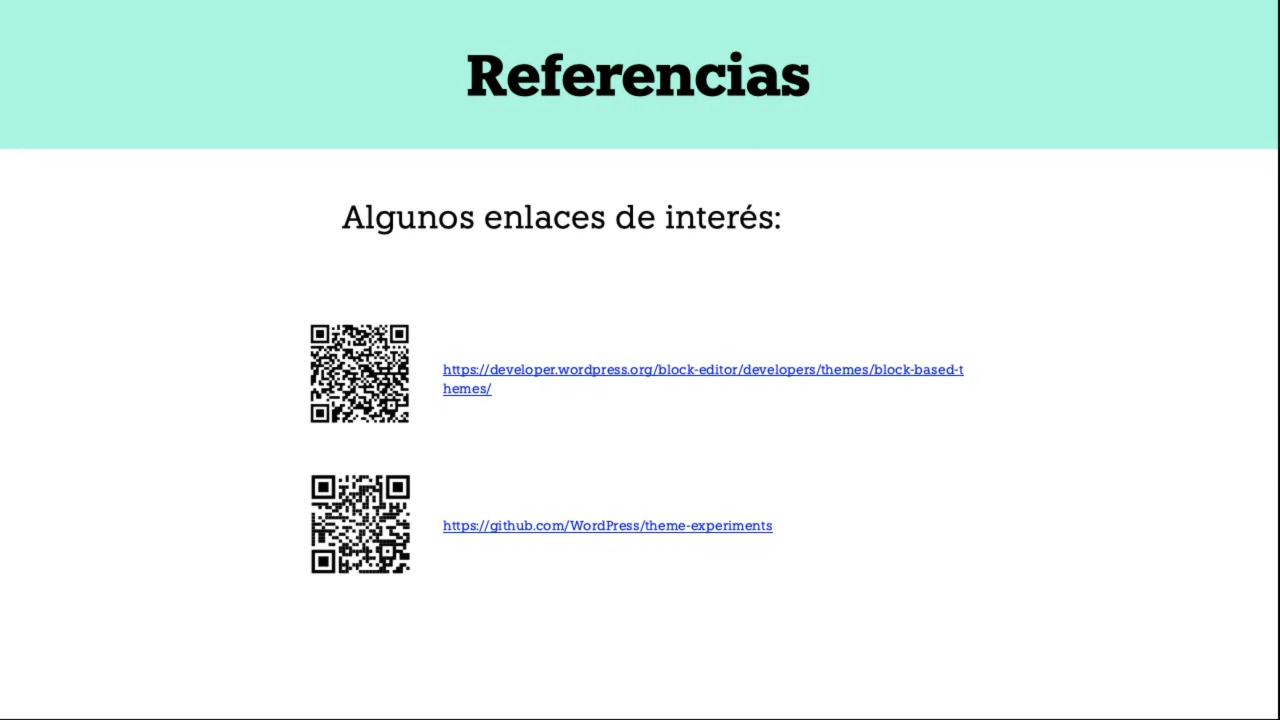 Referencias
Algunos enlaces de interés:
https://developer.wordpress.org/block-editor/developers/themes/block-based-t
hemes/
https://github.com/WordPress/theme-experiments